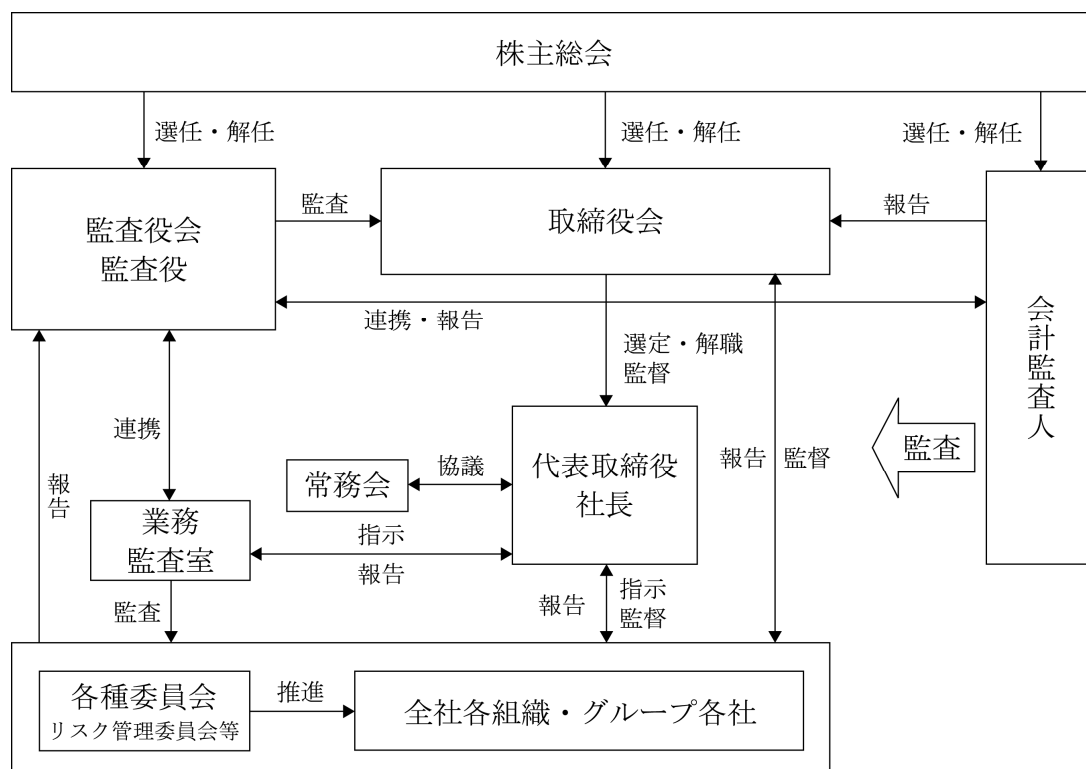 株主総会
選任・解任
選任・解任
選任・解任
監査役会
監査役
監査
取締役会
報告
連携・報告
会計監査人
選定・解職
監督
連携
報告
常務会
協議
代表取締役
社長
報告
監督
監査
業務
監査室
指示
報告
監査
報告
指示
監督
各種委員会
リスク管理委員会等
推進
全社各組織・グループ各社